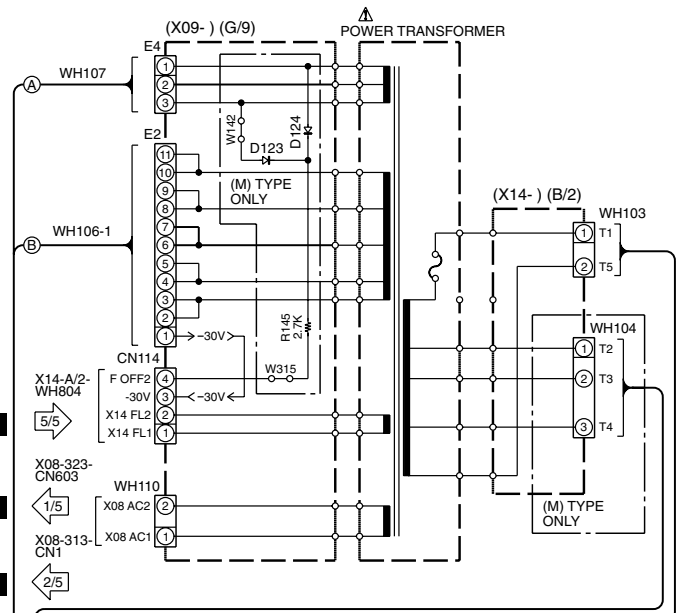 (X09- ) (G/9)
⚠
POWER TRANSFORMER
E4
1
2
3
WH107
A
W142
D123
D124
(M) TYPE
ONLY
E2
11
10
9
8
7
6
5
4
3
2
1
WH106-1
B
-30V
R145
2.7K
W315
CN114
F OFF2 4
-30V 3
-30V
X14 FL2 2
X14 FL1 1
X14-A/2-
WH804
5/5
X08-323-
CN603
1/5
WH110
X08 AC2 2
X08 AC1 1
X08-313-
CN1
2/5
(X14- ) (B/2)
WH103
1 T1
2 T5
WH104
1 T2
2 T3
3 T4
(M) TYPE
ONLY